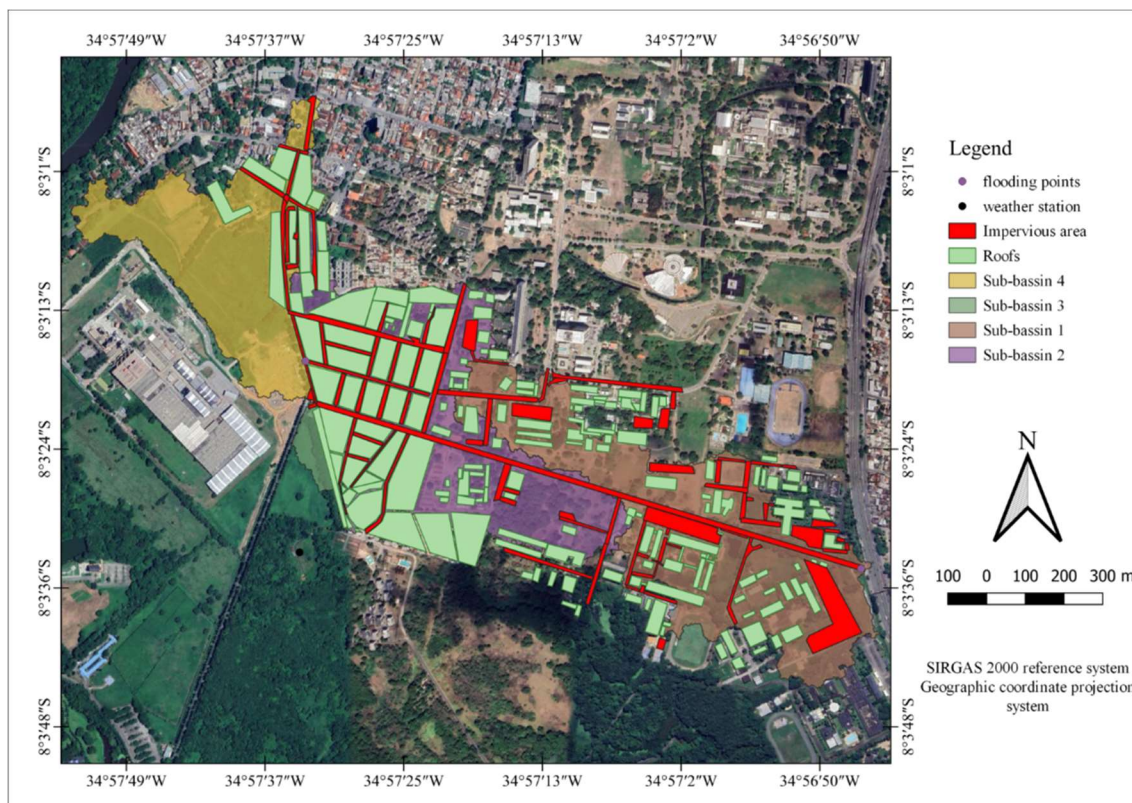 34°57'49"W 34°57'37"W 34°57'25"W 34°57'13"W 34°57'2"W 34°56'50"W
8°3'1"S 8°3'1"S
8°3'13"S 8°3'13"S
8°3'24"S 8°3'24"S
8°3'36"S 8°3'36"S
8°3'48"S 8°3'48"S
34°57'49"W 34°57'37"W 34°57'25"W 34°57'13"W 34°57'2"W 34°56'50"W
Legend
flooding points
weather station
Impervious area
Roofs
Sub-bassin 4
Sub-bassin 3
Sub-bassin 1
Sub-bassin 2
N
100 0 100 200 300 m
SIRGAS 2000 reference system
Geographic coordinate projection
system